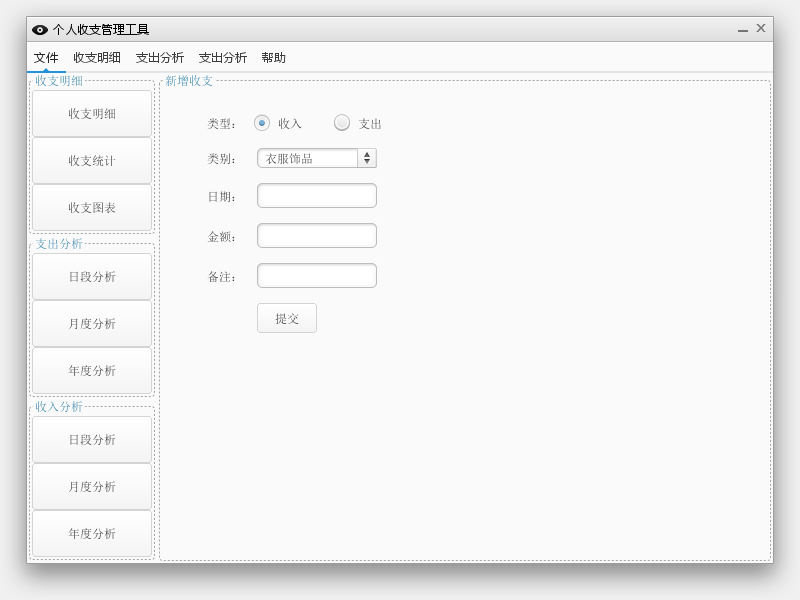 个人收支管理工具
文件 收支明细 支出分析 支出分析 帮助
收支明细
收支明细
收支统计
收支图表
支出分析
日段分析
月度分析
年度分析
收入分析
日段分析
月度分析
年度分析
新增收支
类型： 收入 支出
类别： 衣服饰品
日期：
金额：
备注：
提交